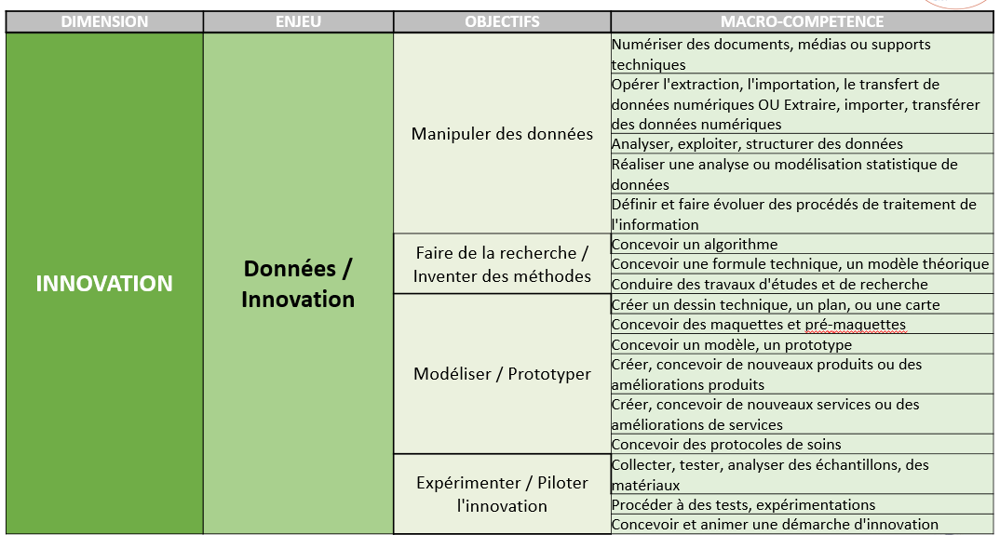 DIMENSION ENJEU OBJECTIFS MACRO-COMPETENCE
INNOVATION
Données /
Innovation
Manipuler des données
Numériser des documents, médias ou supports
techniques
Opérer l'extraction, l'importation, le transfert de
données numériques OU Extraire, importer, transférer
des données numériques
Analyser, exploiter, structurer des données
Réaliser une analyse ou modélisation statistique de
données
Définir et faire évoluer des procédés de traitement de
l'information
Faire de la recherche /
Inventer des méthodes
Concevoir un algorithme
Concevoir une formule technique, un modèle théorique
Conduire des travaux d'études et de recherche
Modéliser / Prototyper
Créer un dessin technique, un plan, ou une carte
Concevoir des maquettes et pré-maquettes
Concevoir un modèle, un prototype
Créer, concevoir de nouveaux produits ou des
améliorations produits
Créer, concevoir de nouveaux services ou des
améliorations de services
Concevoir des protocoles de soins
Expérimenter / Piloter
l'innovation
Collecter, tester, analyser des échantillons, des
matériaux
Procéder à des tests, expérimentations
Concevoir et animer une démarche d'innovation